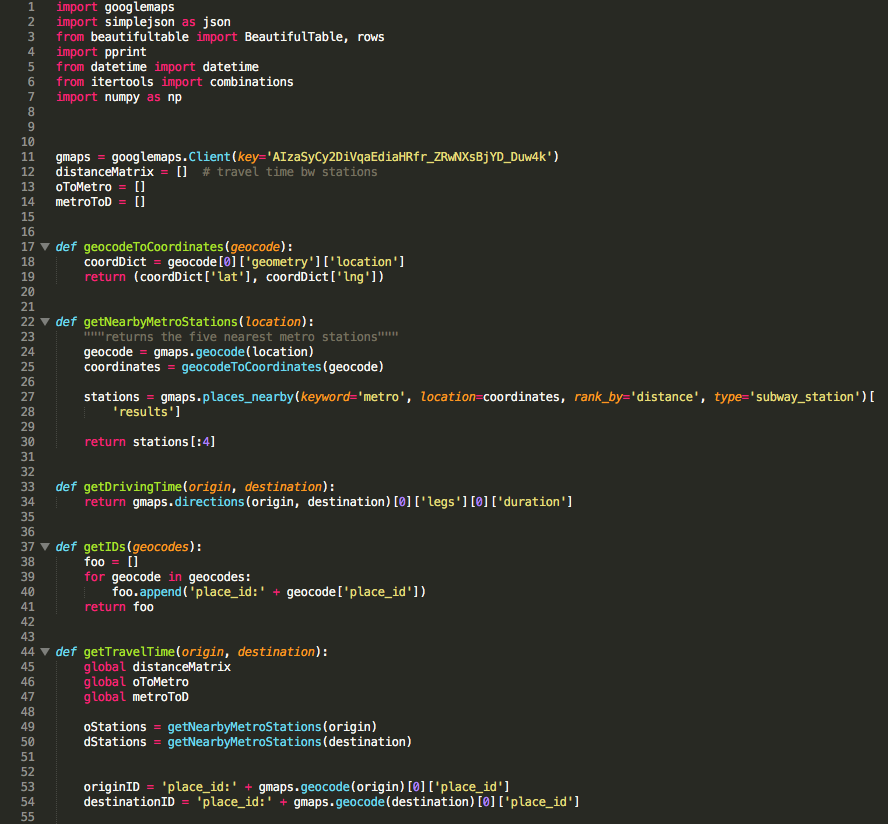 1 import googlemaps
2 import simplejson as json
3 from beautifultable import BeautifulTable, rows
4 import pprint
5 from datetime import datetime
6 from itertools import combinations
7 import numpy as np
8
9
10
11 gmaps = googlemaps.Client(key='AIzaSyCy2DiVqaEdiaHRfr_ZRwNXsBjYD_Duw4k')
12 distanceMatrix = []  # travel time bw stations
13 oToMetro = []
14 metroToD = []
15
16
17 def geocodeToCoordinates(geocode):
18     coordDict = geocode[0]['geometry']['location']
19     return (coordDict['lat'], coordDict['lng'])
20
21
22 def getNearbyMetroStations(location):
23     """returns the five nearest metro stations"""
24     geocode = gmaps.geocode(location)
25     coordinates = geocodeToCoordinates(geocode)
26
27     stations = gmaps.places_nearby(keyword='metro', location=coordinates, rank_by='distance', type='subway_station')[
28         'results']
29
30     return stations[:4]
31
32
33 def getDrivingTime(origin, destination):
34     return gmaps.directions(origin, destination)[0]['legs'][0]['duration']
35
36
37 def getIDs(geocodes):
38     foo = []
39     for geocode in geocodes:
40         foo.append('place_id:' + geocode['place_id'])
41     return foo
42
43
44 def getTravelTime(origin, destination):
45     global distanceMatrix
46     global oToMetro
47     global metroToD
48
49     oStations = getNearbyMetroStations(origin)
50     dStations = getNearbyMetroStations(destination)
51
52
53     originID = 'place_id:' + gmaps.geocode(origin)[0]['place_id']
54     destinationID = 'place_id:' + gmaps.geocode(destination)[0]['place_id']
55